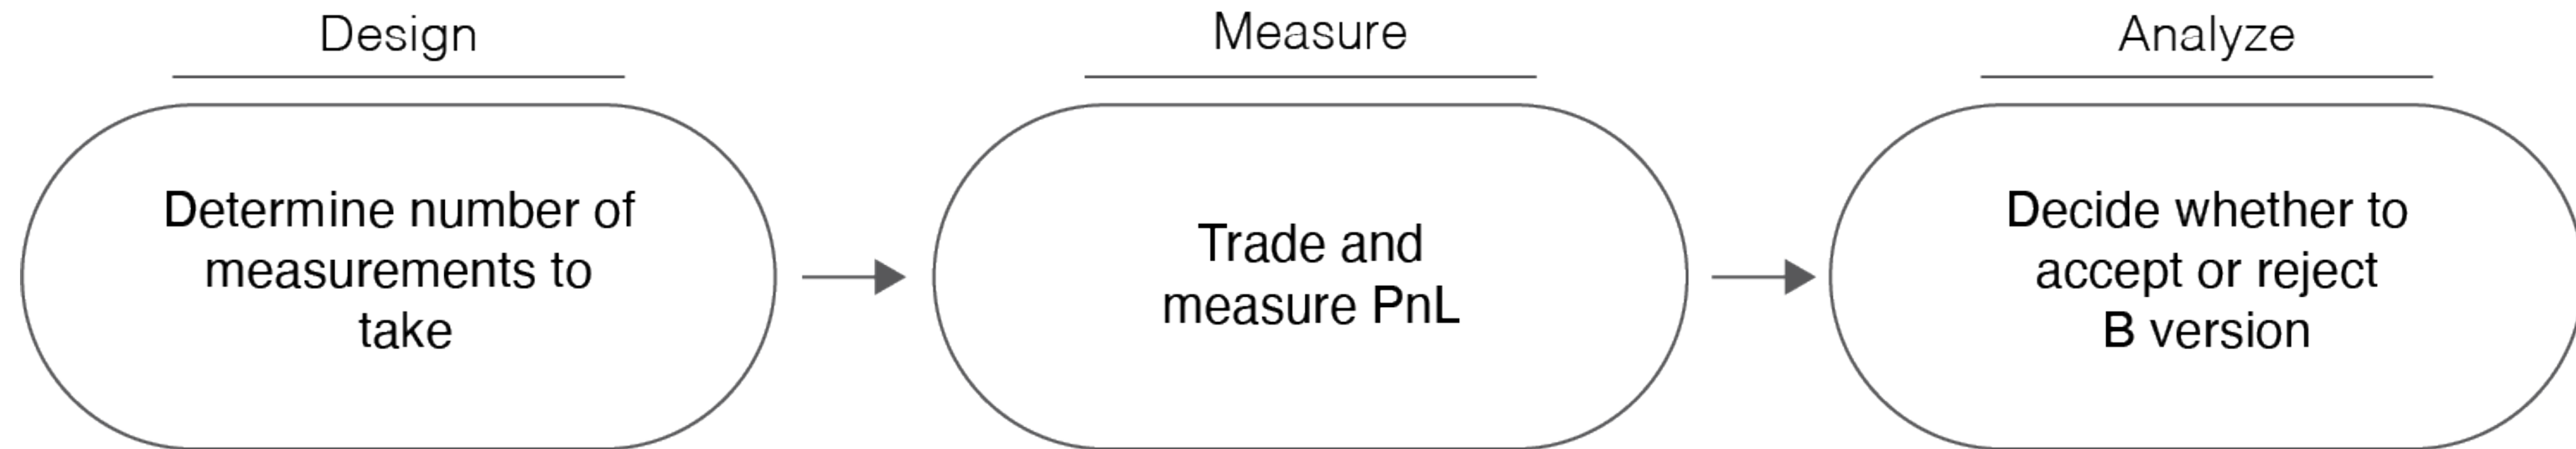 Design
Determine number of
measurements to
take
Measure
Trade and
measure PnL
Analyze
Decide whether to
accept or reject
B version